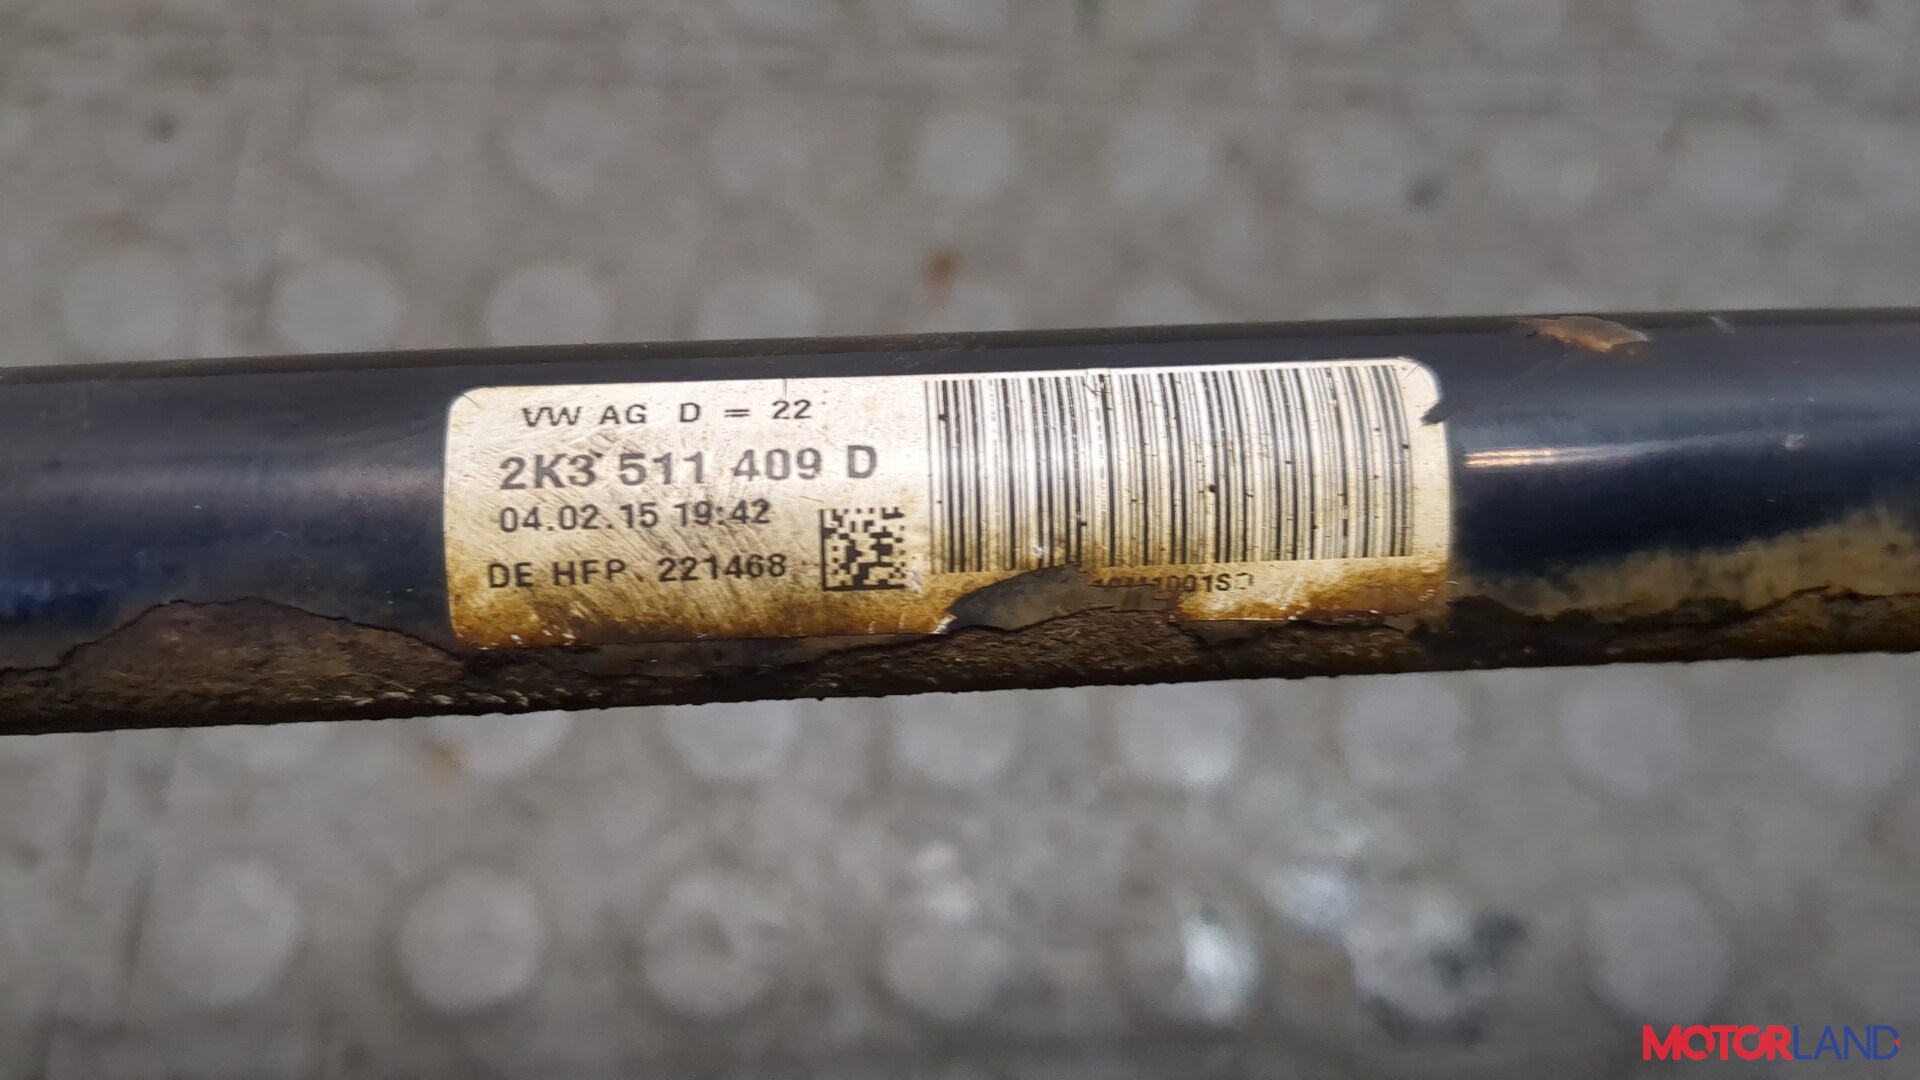 VW AG D = 22
2K3 511 409 D
04.02.15 19:42
DE HFP 221468
MOTORLAND